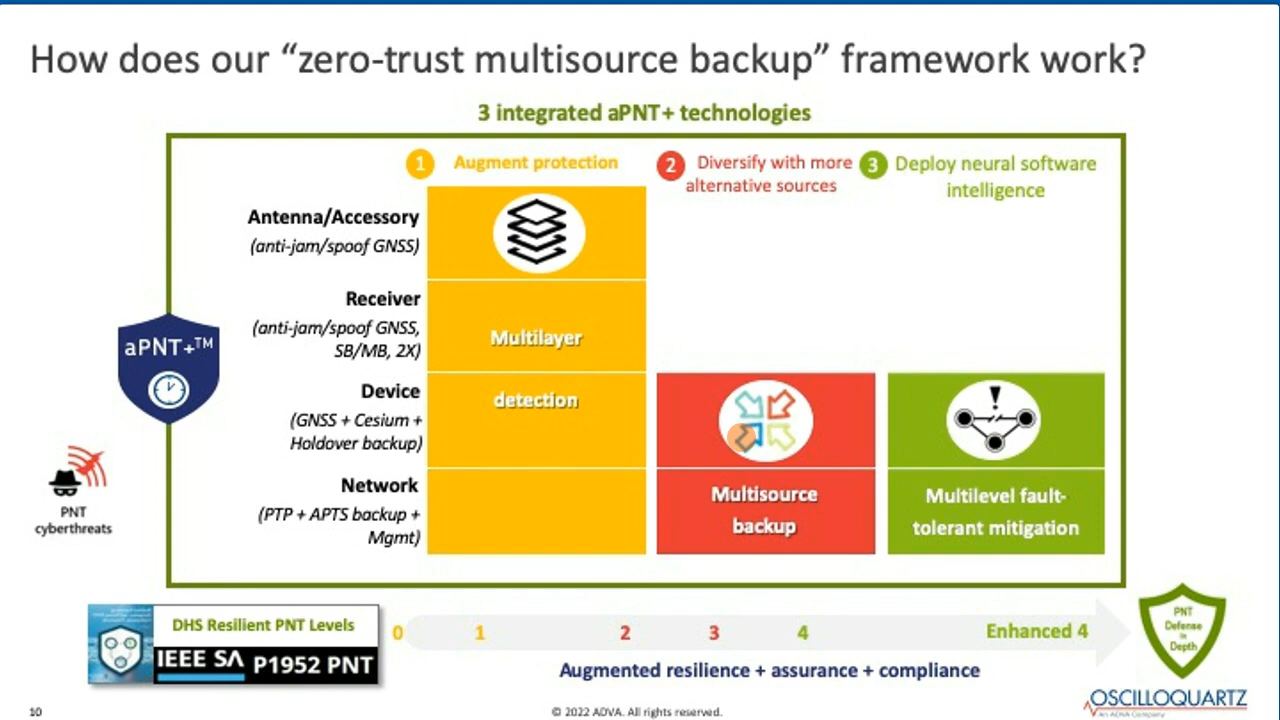 How does our “zero-trust multisource backup” framework work?
3 integrated aPNT+ technologies
1 Augment protection
2 Diversify with more
alternative sources
3 Deploy neural software
intelligence
Antenna/Accessory
(anti-jam/spoof GNSS)
Receiver
(anti-jam/spoof GNSS,
SB/MB, 2X)
Multilayer
aPNT+™
Device
(GNSS + Cesium +
Holdover backup)
detection
Network
(PTP + APTS backup +
Mgmt)
Multisource
backup
Multilevel fault-
tolerant mitigation
PNT
cyberthreats
DHS Resilient PNT Levels
IEEE SA P1952 PNT
0 1 2 3 4 Enhanced 4
Augmented resilience + assurance + compliance
PNT
Defense
in
Depth
OSCILLOQUARTZ
An ADVA Company
10
© 2022 ADVA. All rights reserved.